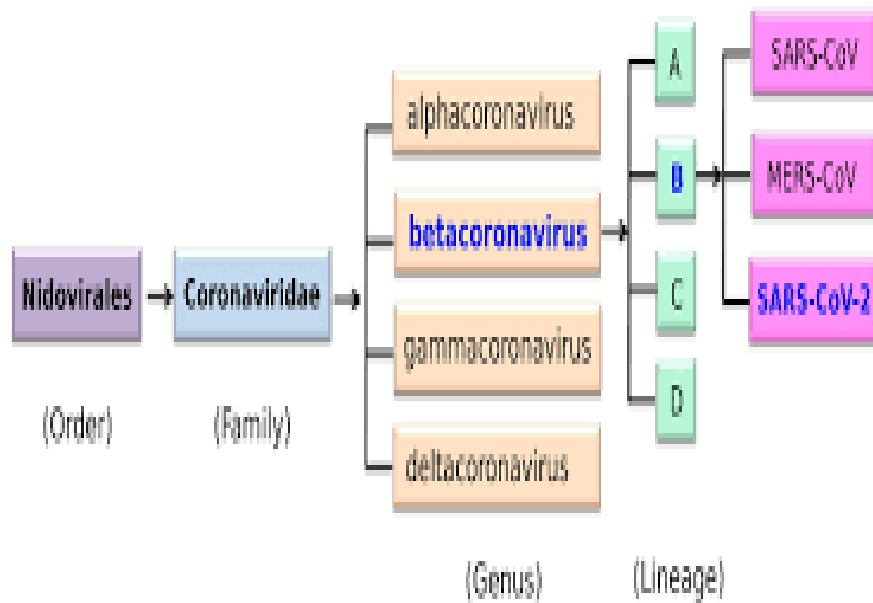 Nidovirales
(Order)
Coronaviridae
(Family)
alphacoronavirus
betacoronavirus
gammacoronavirus
deltacoronavirus
(Genus)
A
B
C
D
(Lineage)
SARS-CoV
MERS-CoV
SARS-CoV-2